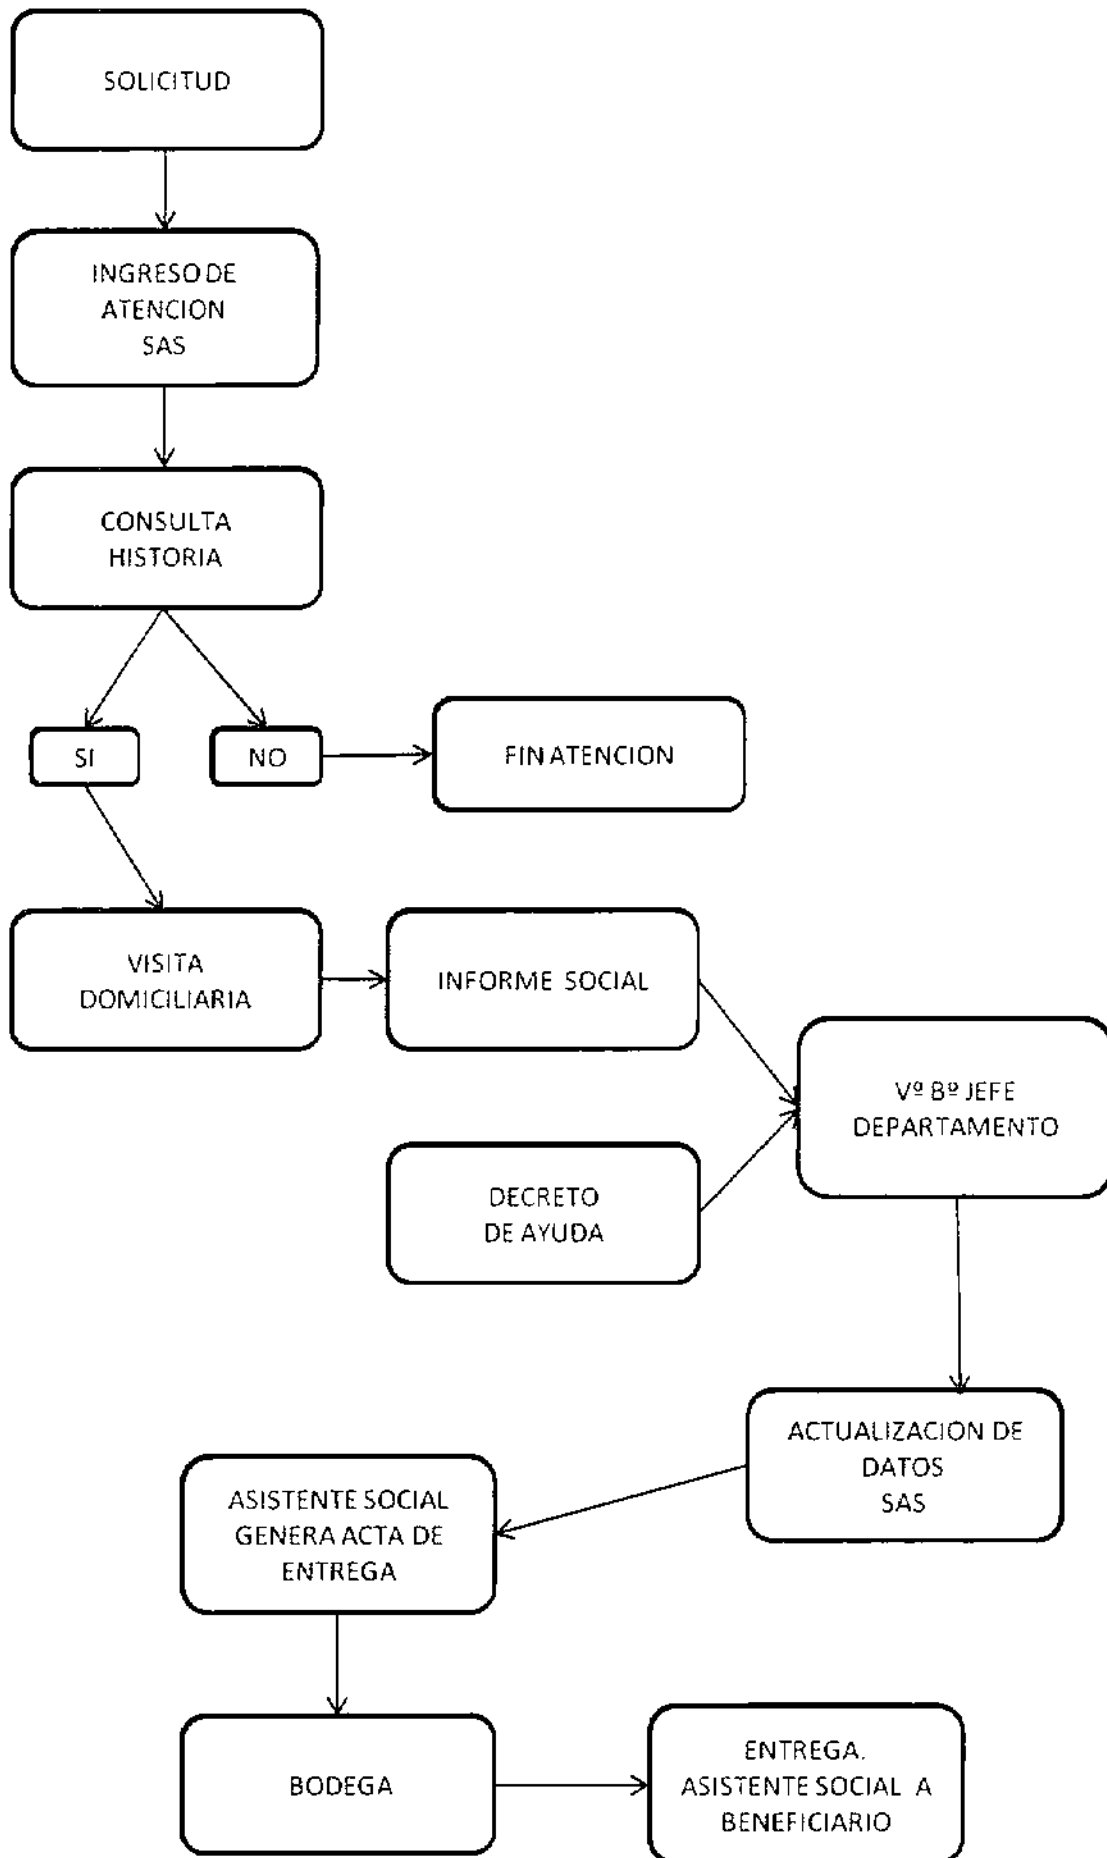 SOLICITUD
INGRESO DE
ATENCION
SAS
CONSULTA
HISTORIA
SI
NO
FIN ATENCION
VISITA
DOMICILIARIA
INFORME SOCIAL
Vº Bº JEFE
DEPARTAMENTO
DECRETO
DE AYUDA
ACTUALIZACION DE
DATOS
SAS
ASISTENTE SOCIAL
GENERA ACTA DE
ENTREGA
BODEGA
ENTREGA.
ASISTENTE SOCIAL A
BENEFICIARIO